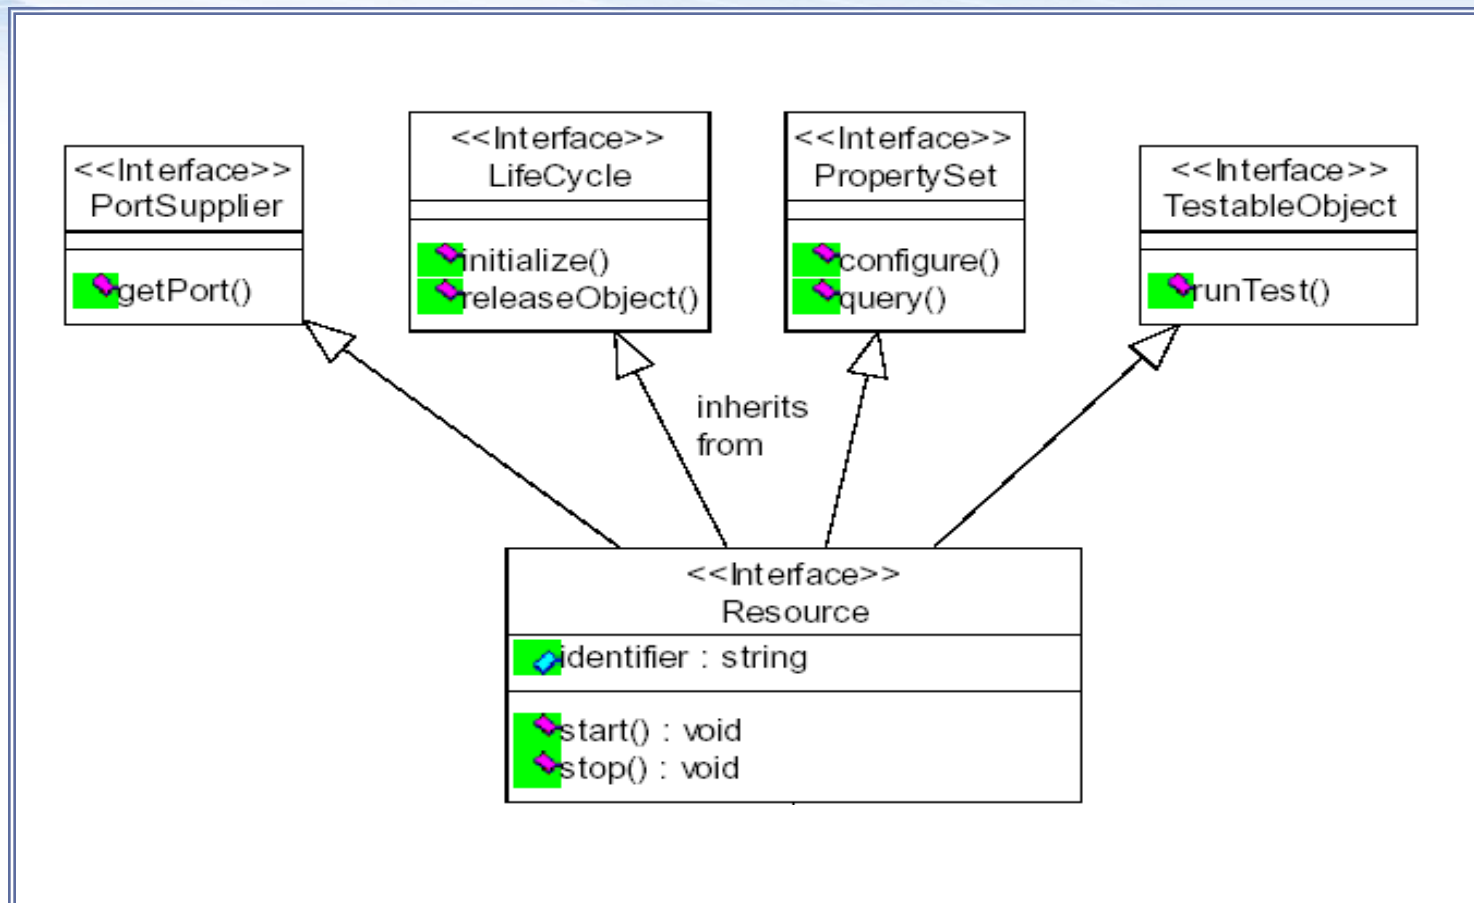 <<Interface>>
PortSupplier
getPort()
<<Interface>>
LifeCycle
initialize()
releaseObject()
<<Interface>>
PropertySet
configure()
query()
<<Interface>>
TestableObject
runTest()
inherits
from
<<Interface>>
Resource
identifier : string
start() : void
stop() : void